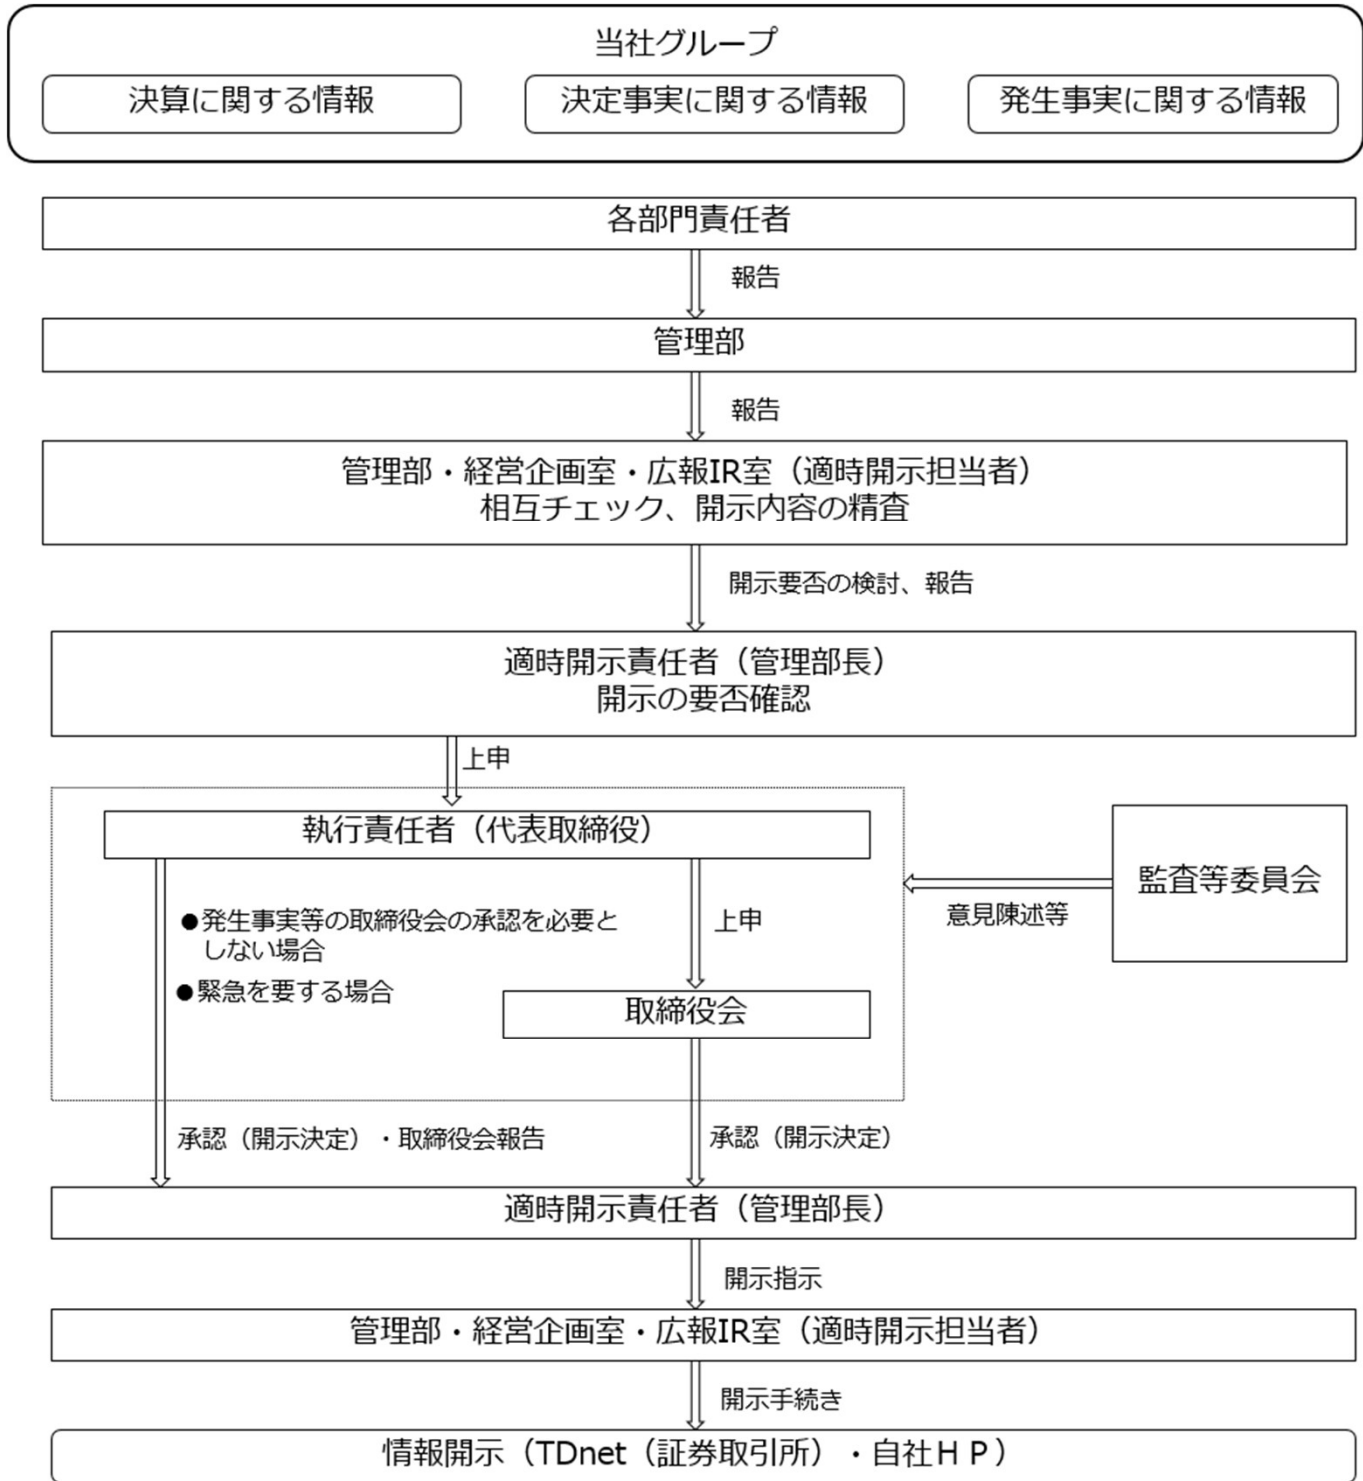 当社グループ
決算に関する情報
決定事実に関する情報
発生事実に関する情報
各部門責任者
報告
管理部
報告
管理部・経営企画室・広報IR室（適時開示担当者）
相互チェック、開示内容の精査
開示要否の検討、報告
適時開示責任者（管理部長）
開示の要否確認
上申
執行責任者（代表取締役）
監査等委員会
意見陳述等
●発生事実等の取締役会の承認を必要と
しない場合
●緊急を要する場合
上申
取締役会
承認（開示決定）・取締役会報告
承認（開示決定）
適時開示責任者（管理部長）
開示指示
管理部・経営企画室・広報IR室（適時開示担当者）
開示手続き
情報開示（TDnet（証券取引所）・自社ＨＰ）